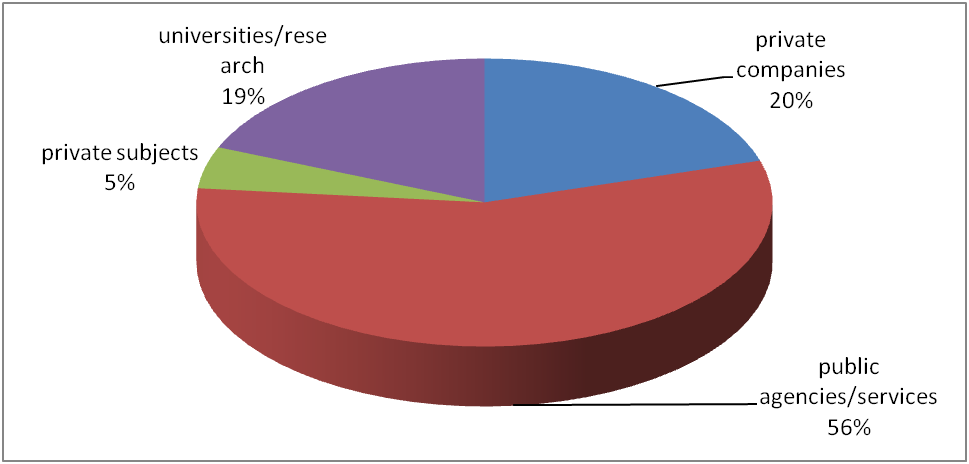 universities/rese
arch
19%
private
companies
20%
private subjects
5%
public
agencies/services
56%